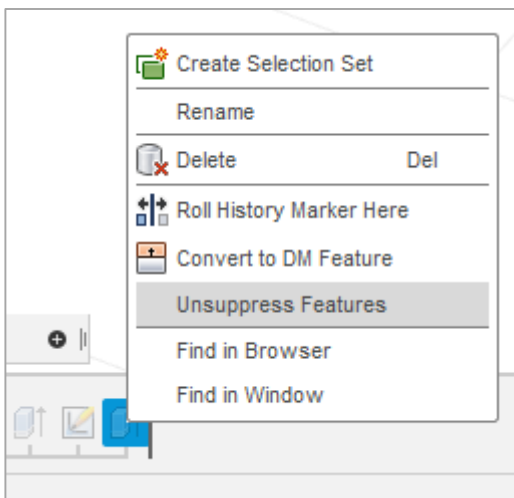 Create Selection Set
Rename
Delete Del
Roll History Marker Here
Convert to DM Feature
Unsuppress Features
Find in Browser
Find in Window